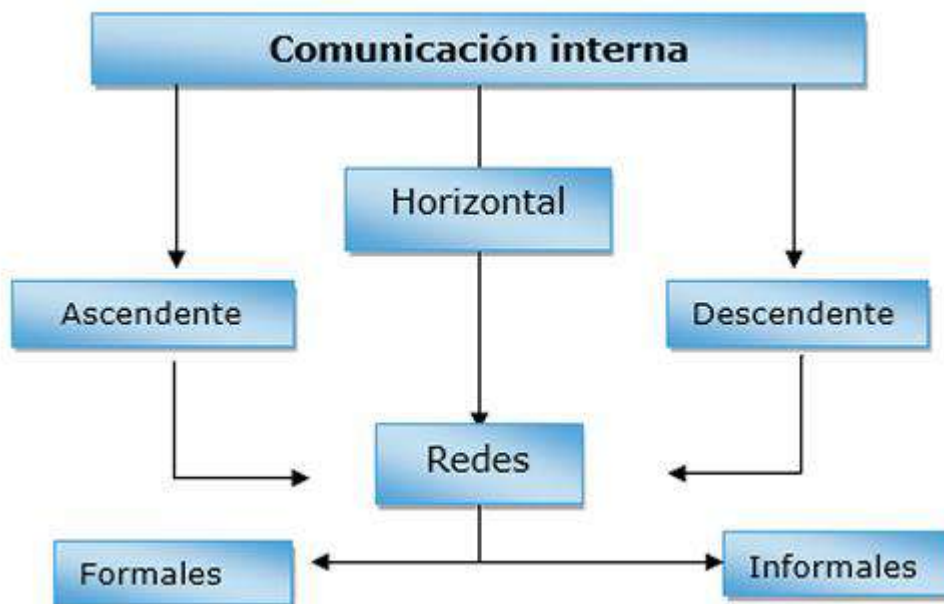 Comunicación interna
Horizontal
Ascendente
Descendente
Redes
Formales
Informales